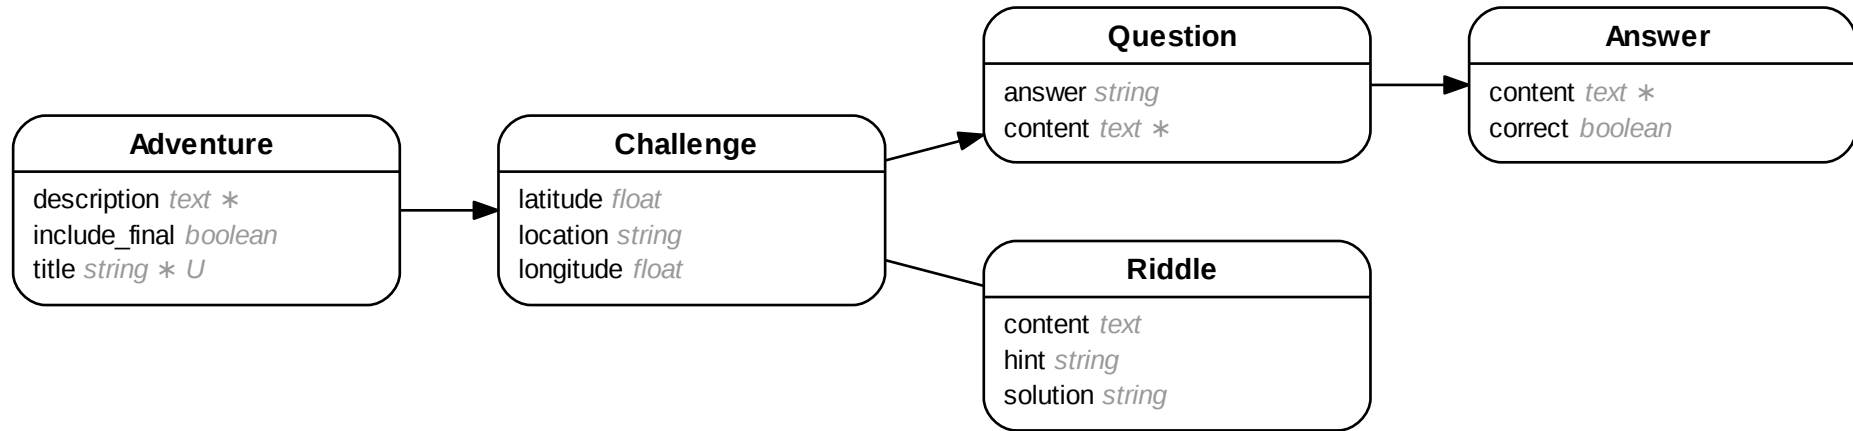 Adventure
description text ∗
include_final boolean
title string ∗ U
Challenge
latitude float
location string
longitude float
Question
answer string
content text ∗
Riddle
content text
hint string
solution string
Answer
content text ∗
correct boolean